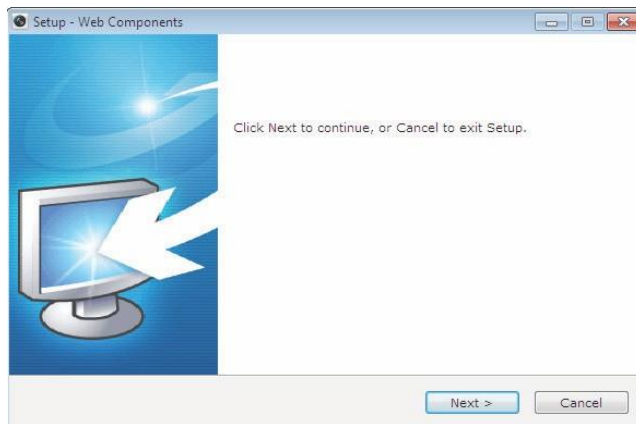 Setup - Web Components
Click Next to continue, or Cancel to exit Setup.
Next >
Cancel